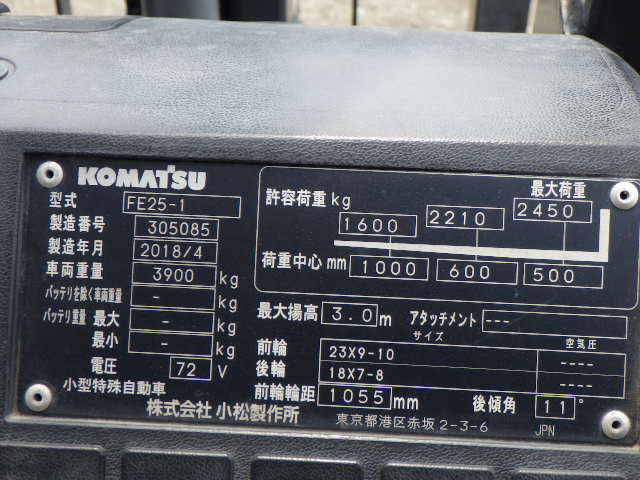 KOMATSU
型式 FE25-1
製造番号 305085
製造年月 2018/4
車両重量 3900 kg
バッテリを除く車両重量 - kg
バッテリ重量 最大 - kg
最小 - kg
電圧 72 V
小型特殊自動車
株式会社 小松製作所
許容荷重 kg
最大荷重
1600 2210 2450
荷重中心 mm 1000 600 500
最大揚高 3.0 m アタッチメント ---
サイズ 空気圧
前輪 23X9-10 ----
後輪 18X7-8 ----
前輪輪距 1055 mm 後傾角 11°
東京都港区赤坂 2-3-6 JPN